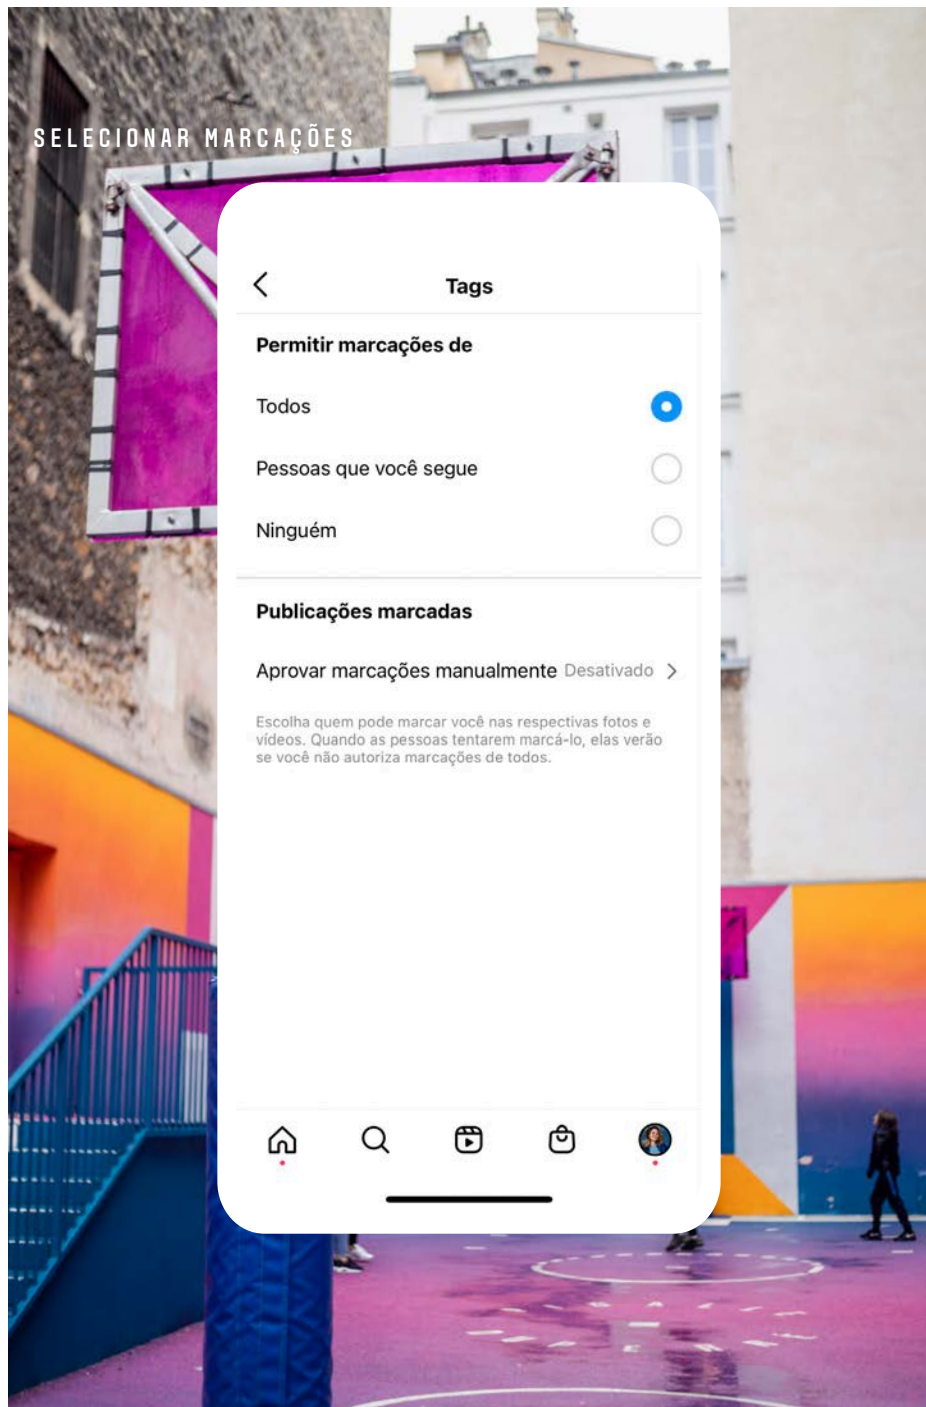 SELECIONAR MARCAÇÕES
Tags
Permitir marcações de
Todos
Pessoas que você segue
Ninguém
Publicações marcadas
Aprovar marcações manualmente Desativado
Escolha quem pode marcar você nas respectivas fotos e
vídeos. Quando as pessoas tentarem marcá-lo, elas verão
se você não autoriza marcações de todos.